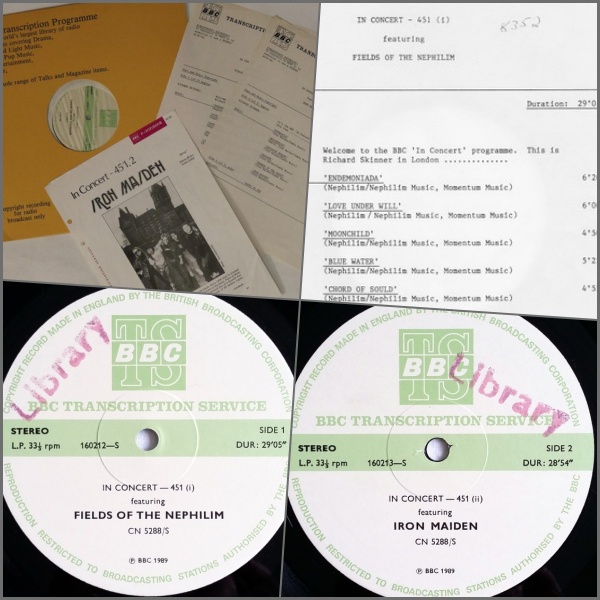 Transcription Programme
world's largest library of radio
covering Drama,
d Light Music,
Pop Music,
ertainment,
ide range of Talks and Magazine items.
copyright recording
for radio
broadcast only
BBC
TRANSCRIPTION
BBC
TRANSCRIPTION
In Concert - 451.2
IRON MAIDEN
IN CONCERT - 451 (i)
8352
featuring
FIELDS OF THE NEPHILIM
Duration: 29'0
Welcome to the BBC 'In Concert' programme. This is
Richard Skinner in London ..............
'ENDEMONIADA' 6'2
(Nephilim/Nephilim Music, Momentum Music)
'LOVE UNDER WILL' 6'0
(Nephilim/Nephilim Music, Momentum Music)
'MOONCHILD' 4'5
(Nephilim/Nephilim Music, Momentum Music)
'BLUE WATER' 5'2
(Nephilim/Nephilim Music, Momentum Music)
'CHORD OF SOULD' 4'5
(Nephilim/Nephilim Music, Momentum Music)
COPYRIGHT RECORD MADE IN ENGLAND BY THE BRITISH BROADCASTING CORPORATION
Library
TS
BBC
BBC TRANSCRIPTION SERVICE
STEREO SIDE 1
L.P. 33⅓ rpm 160212—S DUR: 29'05"
IN CONCERT — 451 (i)
featuring
FIELDS OF THE NEPHILIM
CN 5288/S
℗ BBC 1989
REPRODUCTION RESTRICTED TO BROADCASTING STATIONS AUTHORISED BY THE BBC
COPYRIGHT RECORD MADE IN ENGLAND BY THE BRITISH BROADCASTING CORPORATION
TS
BBC
Library
BBC TRANSCRIPTION SERVICE
STEREO SIDE 2
L.P. 33⅓ rpm 160213—S DUR: 28'54"
IN CONCERT — 451 (ii)
featuring
IRON MAIDEN
CN 5288/S
℗ BBC 1989
REPRODUCTION RESTRICTED TO BROADCASTING STATIONS AUTHORISED BY THE BBC